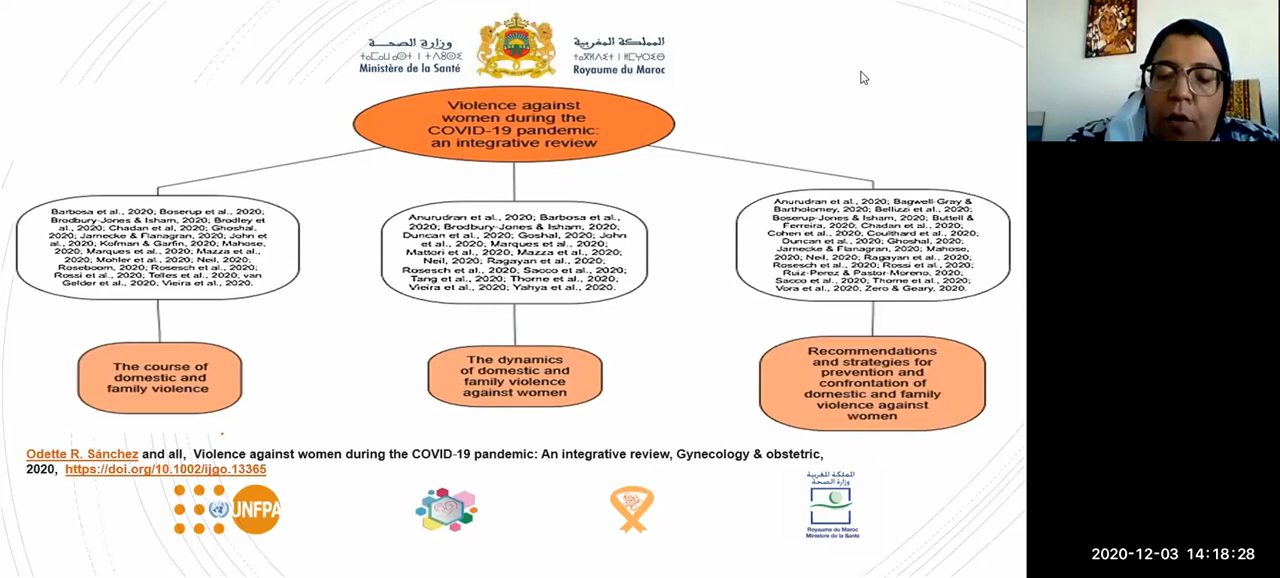 وزارة الصحة
ⵜⴰⵎⴰⵡⴰⵙⵜ ⵏ ⵜⴷⵓⵙⵉ
Ministère de la Santé
المملكة المغربية
ⵜⴰⴳⵍⴷⵉⵜ ⵏ ⵍⵎⵖⵔⵉⴱ
Royaume du Maroc
Violence against
women during the
COVID-19 pandemic:
an integrative review
Barbosa et al., 2020; Boserup et al., 2020;
Brodbury-Jones & Isham, 2020; Brodley et
al., 2020; Chadan et al, 2020; Ghoshal,
2020; Jarnecke & Flanagran, 2020; John et
al., 2020; Kofman & Garfin, 2020; Mahose,
2020; Marques et al., 2020; Mazza et al.,
2020; Mohler et al., 2020; Neil, 2020;
Roseboom, 2020; Rosesch et al., 2020;
Rossi et al., 2020; Telles et al., 2020; van
Gelder et al., 2020; Vieira et al., 2020.
Anurudran et al., 2020; Barbosa et al.,
2020; Brodbury-Jones & Isham, 2020;
Duncan et al., 2020; Goshal, 2020; John
et al., 2020; Marques et al., 2020;
Mattori et al., 2020; Mazza et al., 2020;
Neil, 2020; Ragayan et al., 2020;
Rosesch et al., 2020; Sacco et al., 2020;
Tang et al., 2020; Thorne et al., 2020;
Vieira et al., 2020; Yahya et al., 2020.
Anurudran et al., 2020; Bagwell-Gray &
Bartholomey, 2020; Bellizzi et al., 2020;
Boserup-Jones & Isham, 2020; Buttell &
Ferreira, 2020; Chadan et al., 2020;
Cohen et al., 2020; Coulthard et al., 2020;
Duncan et al., 2020; Ghoshal, 2020;
Jarnecke & Flanagran, 2020; Mahose,
2020; Neil, 2020; Ragayan et al., 2020;
Rosesch et al., 2020; Rossi et al., 2020;
Ruiz-Perez & Pastor-Moreno, 2020;
Sacco et al., 2020; Thorne et al., 2020;
Vora et al., 2020; Zero & Geary, 2020.
The course of
domestic and
family violence
The dynamics
of domestic and
family violence
against women
Recommendations
and strategies for
prevention and
confrontation of
domestic and family
violence against
women
Odette R. Sánchez and all, Violence against women during the COVID-19 pandemic: An integrative review, Gynecology & obstetric,
2020, https://doi.org/10.1002/ijgo.13365
UNFPA
المملكة المغربية
وزارة الصحة
Royaume du Maroc
Ministere de la Sante
2020-12-03 14:18:28